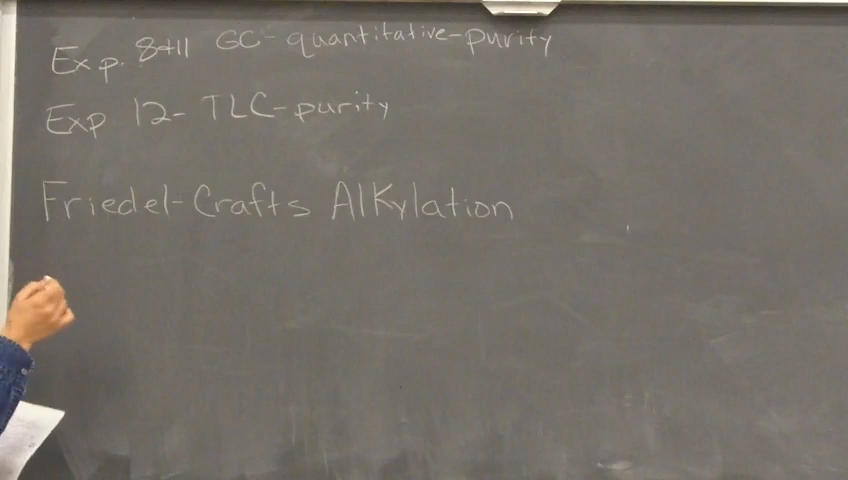 Exp. 8+11 GC-quantitative-purity
Exp 12- TLC-purity
Friedel-Crafts Alkylation